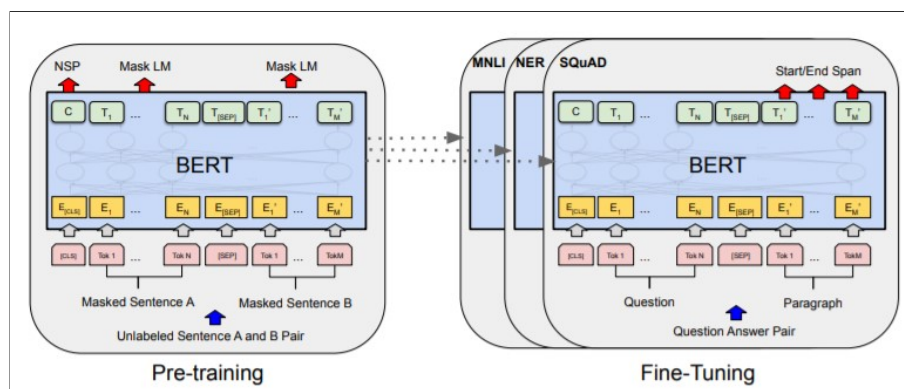 NSP Mask LM Mask LM
C T1 ... TN T[SEP] T1' ... TM'
BERT
E[CLS] E1 ... EN E[SEP] E1' ... EM'
[CLS] Tok 1 ... Tok N [SEP] Tok 1 ... TokM
Masked Sentence A Masked Sentence B
Unlabeled Sentence A and B Pair
Pre-training
MNLI NER SQuAD
Start/End Span
C T1 ... TN T[SEP] T1' ... TM'
BERT
E[CLS] E1 ... EN E[SEP] E1' ... EM'
[CLS] Tok 1 ... Tok N [SEP] Tok 1 ... TokM
Question Paragraph
Question Answer Pair
Fine-Tuning